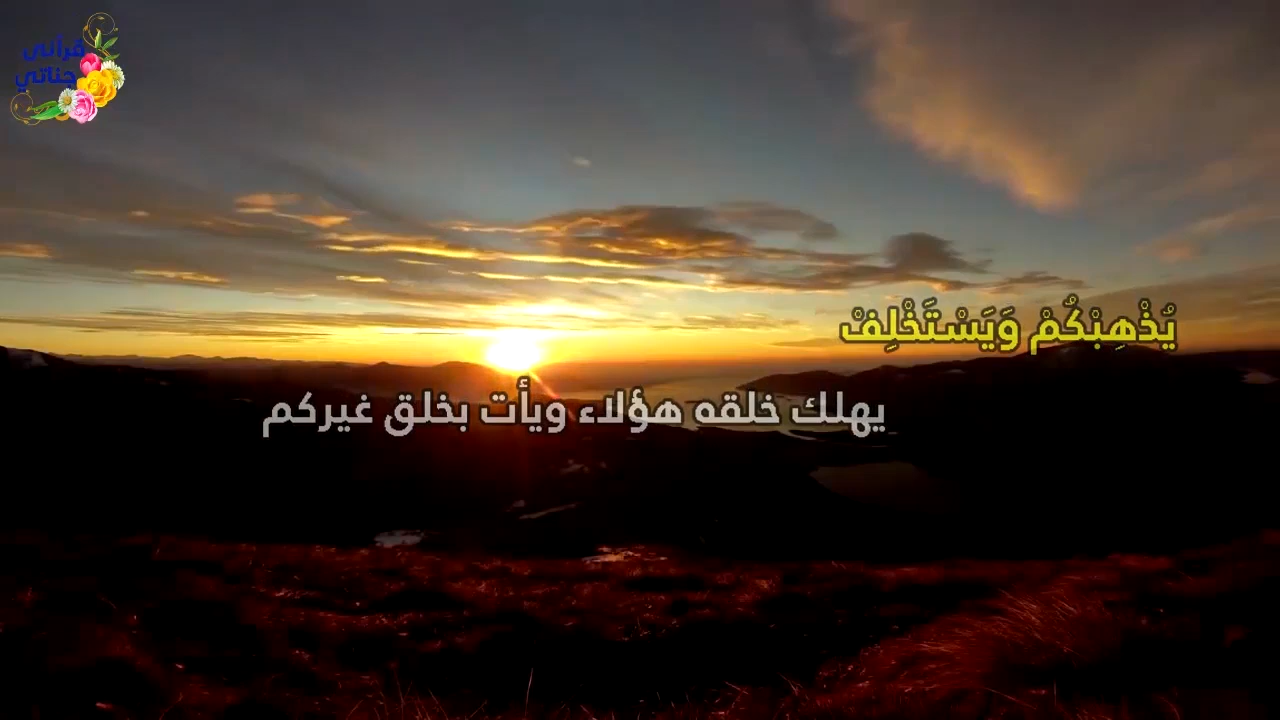 قرآني
جناتي
يُذْهِبْكُمْ وَيَسْتَخْلِفْ
يهلك خلقه هؤلاء ويأت بخلق غيركم